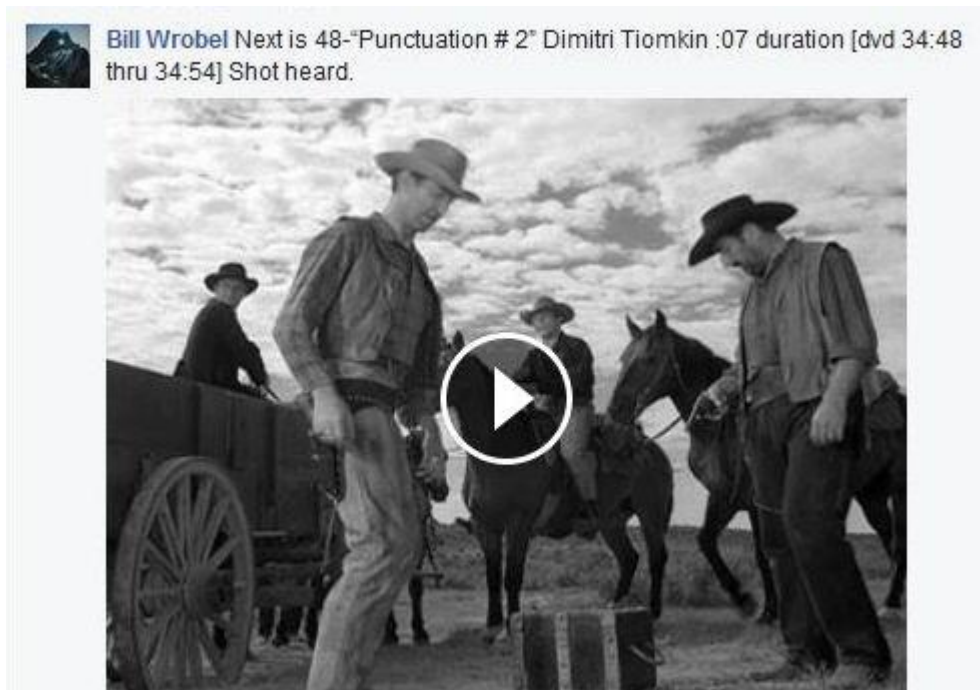 Bill Wrobel Next is 48-“Punctuation # 2” Dimitri Tiomkin :07 duration [dvd 34:48
thru 34:54] Shot heard.